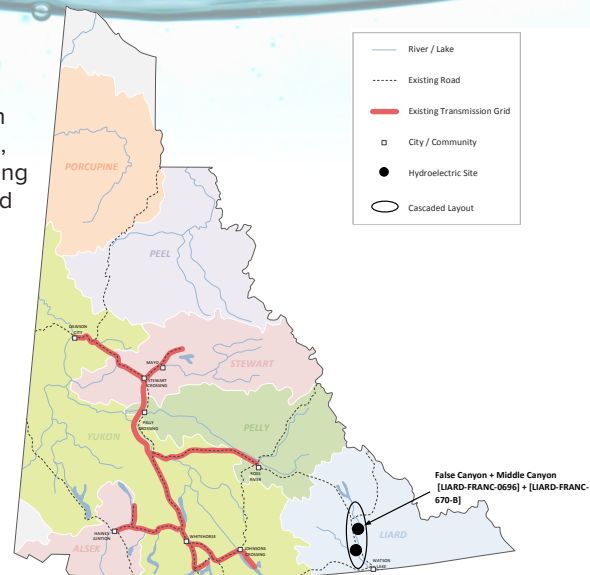 n
,
ing
d
River / Lake
Existing Road
Existing Transmission Grid
City / Community
Hydroelectric Site
Cascaded Layout
PORCUPINE
PEEL
DAWSON
CITY
MAYO
STEWART
CROSSING
STEWART
PELLY
CROSSING
PELLY
YUKON
ROSS
RIVER
False Canyon + Middle Canyon
[LIARD-FRANC-0696] + [LIARD-FRANC-
670-B]
LIARD
HAINES
JUNCTION
WHITEHORSE
ALSEK
JOHNSONS
CROSSING
WATSON
LAKE